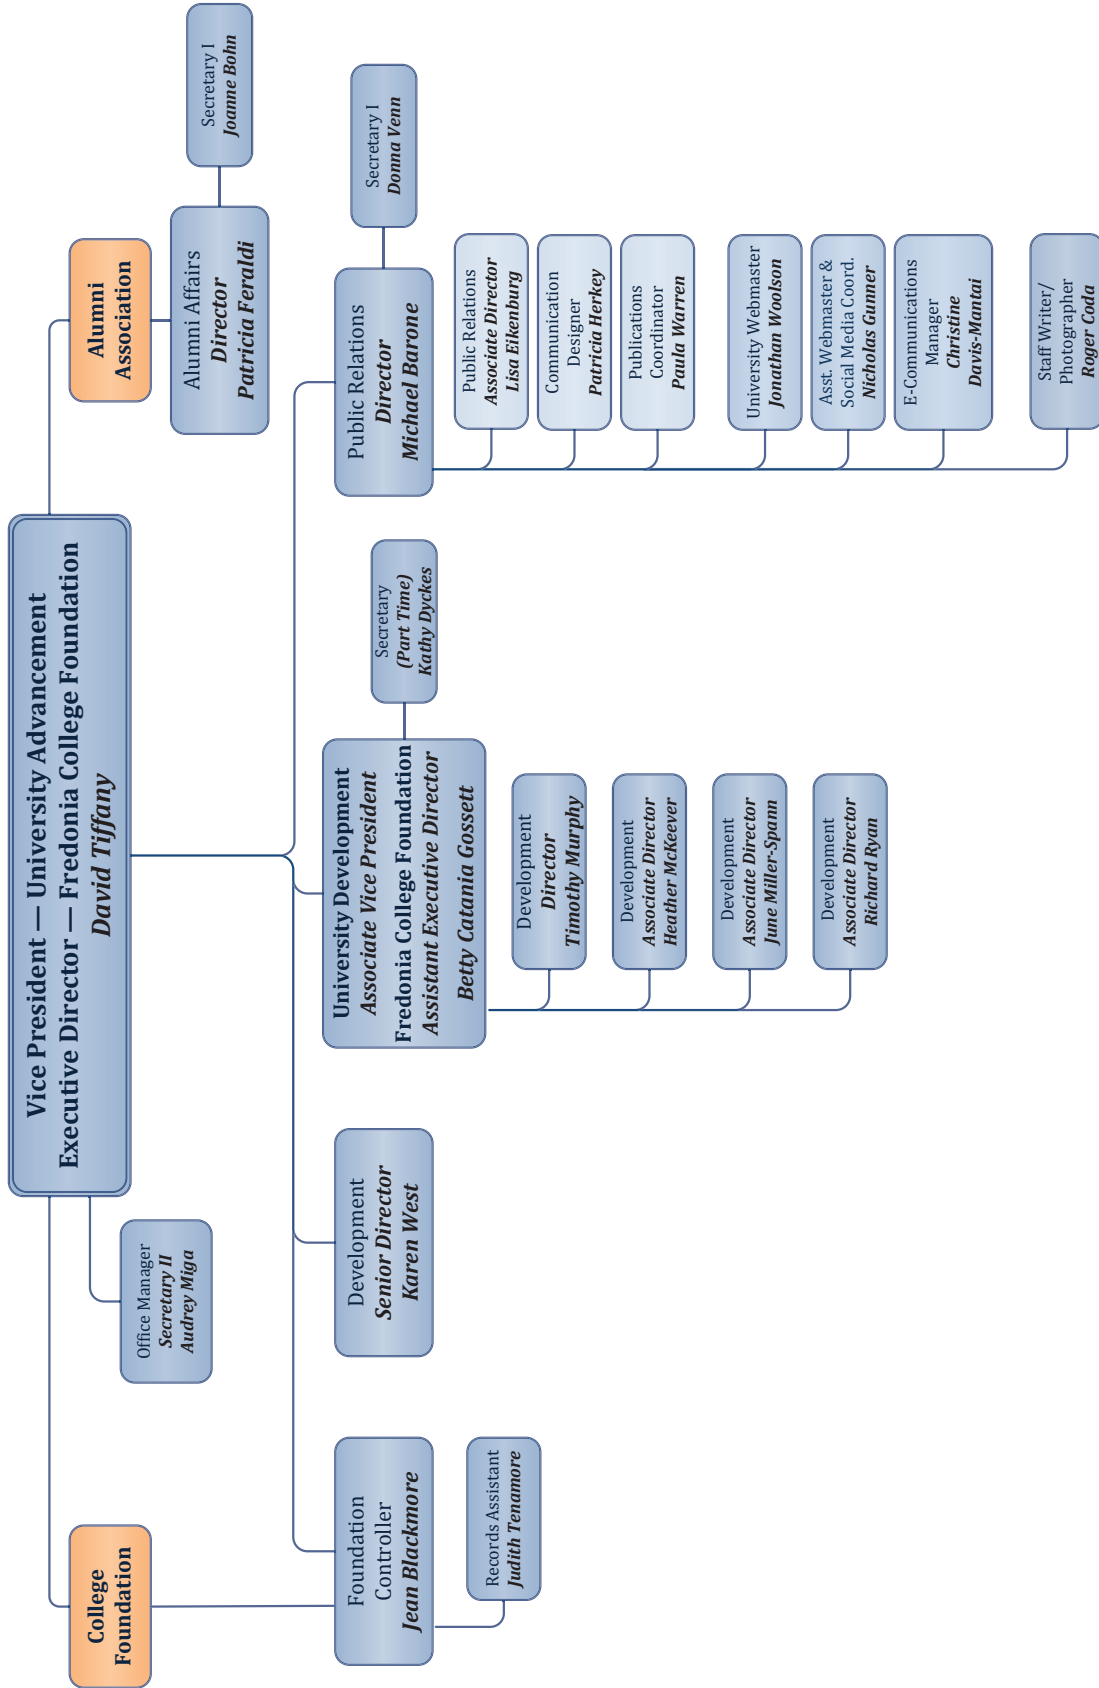 Vice President — University Advancement
Executive Director — Fredonia College Foundation
David Tiffany
College
Foundation
Office Manager
Secretary II
Audrey Miga
Alumni
Association
Alumni Affairs
Director
Patricia Feraldi
Secretary I
Joanne Bohn
Foundation
Controller
Jean Blackmore
Records Assistant
Judith Tenamore
Development
Senior Director
Karen West
University Development
Associate Vice President
Fredonia College Foundation
Assistant Executive Director
Betty Catania Gossett
Secretary
(Part Time)
Kathy Dyckes
Development
Director
Timothy Murphy
Development
Associate Director
Heather McKeever
Development
Associate Director
June Miller-Spann
Development
Associate Director
Richard Ryan
Public Relations
Director
Michael Barone
Secretary I
Donna Venn
Public Relations
Associate Director
Lisa Eikenburg
Communication
Designer
Patricia Herkey
Publications
Coordinator
Paula Warren
University Webmaster
Jonathan Woolson
Asst. Webmaster &
Social Media Coord.
Nicholas Gunner
E-Communications
Manager
Christine
Davis-Mantai
Staff Writer/
Photographer
Roger Coda